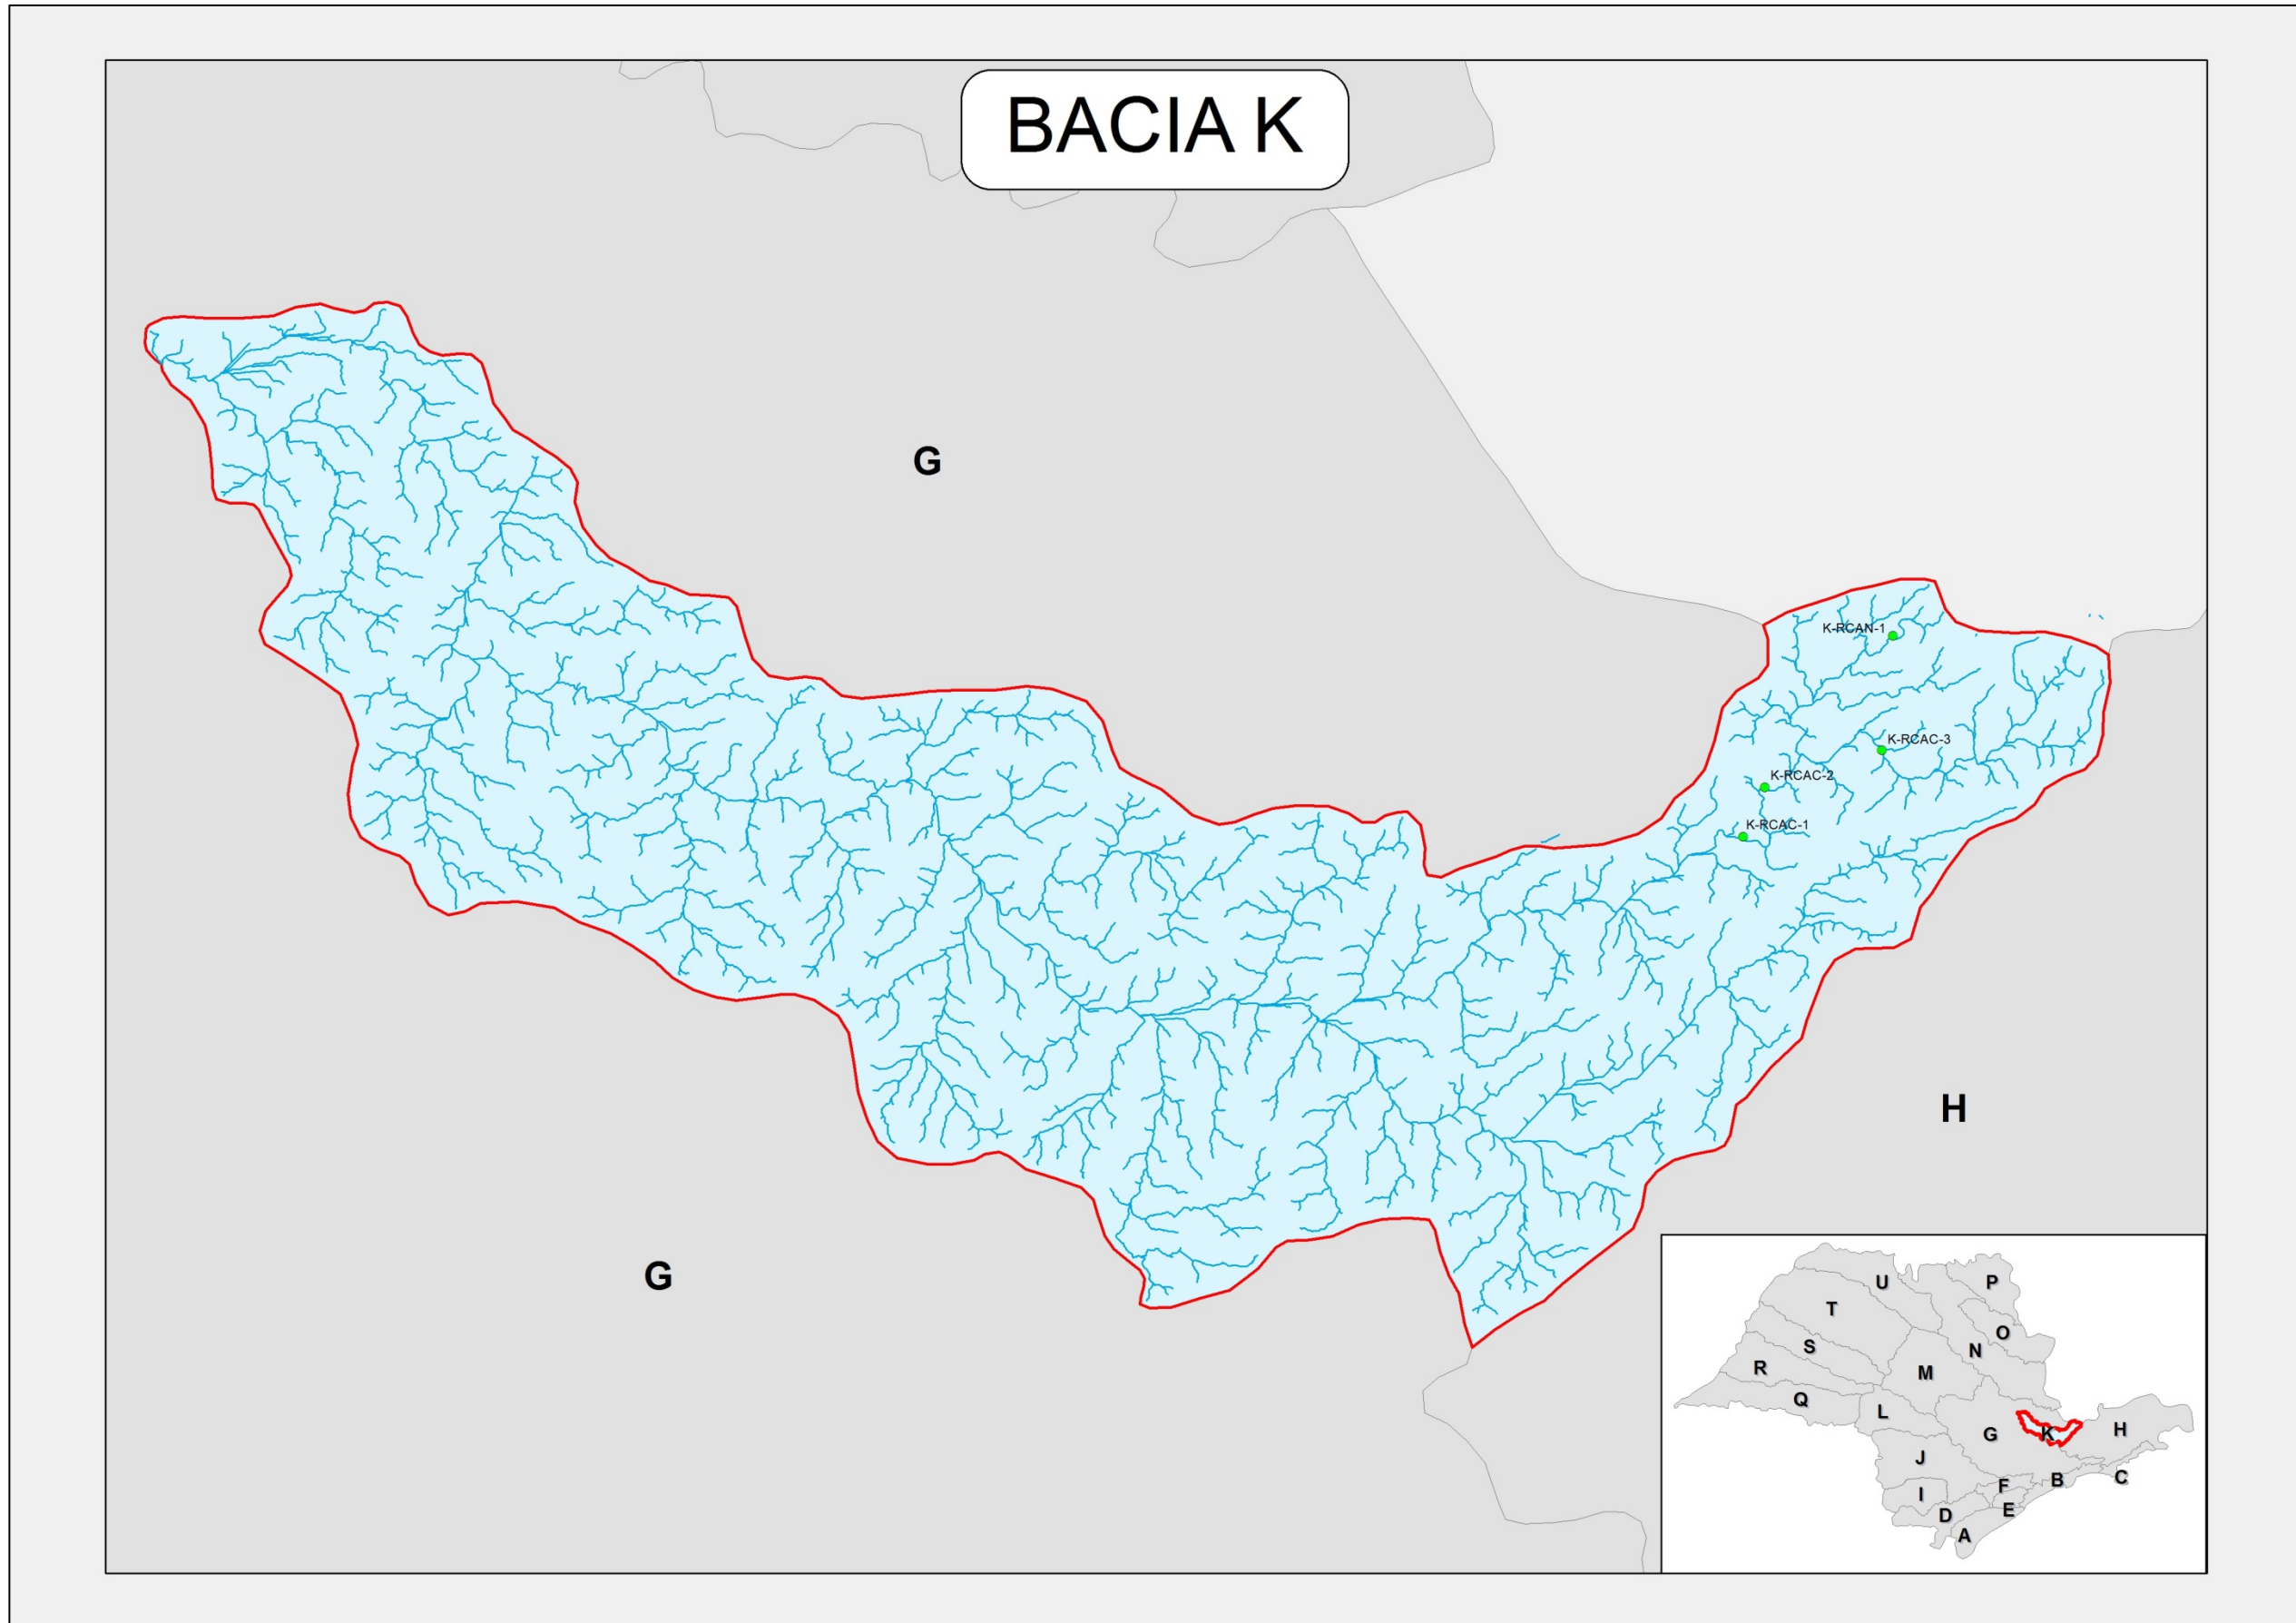 BACIA K
G
K-RCAN-1
K-RCAC-3
K-RCAC-2
K-RCAC-1
H
G
U
P
T
O
S
N
R
M
Q
L
H
K
G
J
C
B
F
I
E
D
A